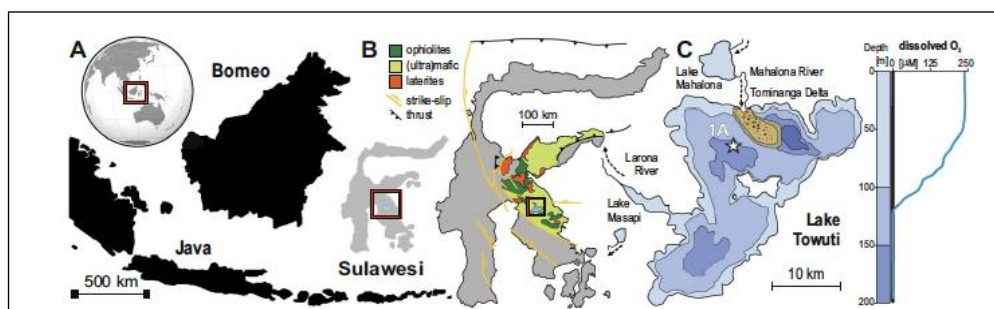 A
Borneo
Java
500 km
Sulawesi
B
ophiolites
(ultra)mafic
laterites
strike-slip
thrust
100 km
C
Lake
Mahalona
Mahalona River
Tominanga Delta
1A
Larona
River
Lake
Masapi
Lake
Towuti
10 km
Depth
[m]
dissolved O₂
0 [µM] 125 250
0
50
100
150
200